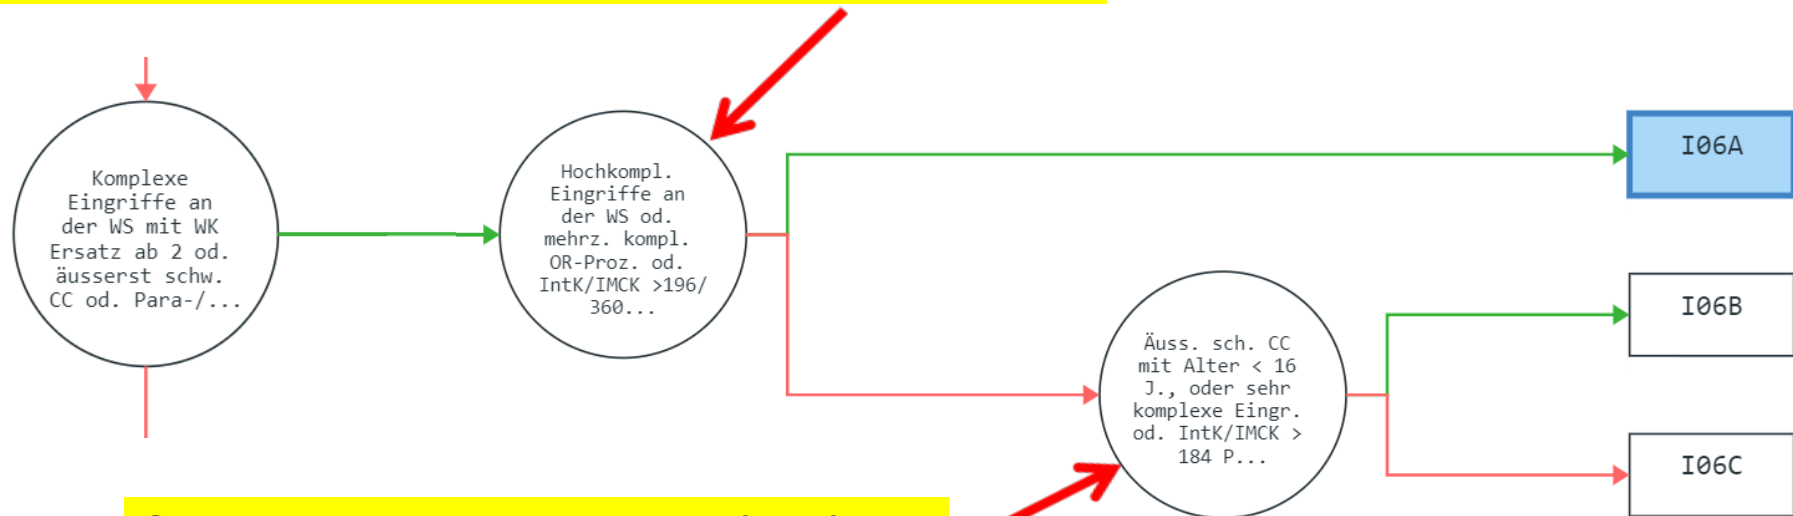 Komplexe
Eingriffe an
der WS mit WK
Ersatz ab 2 od.
äusserst schw.
CC od. Para-/...
Hochkompl.
Eingriffe an
der WS od.
mehrz. kompl.
OR-Proz. od.
IntK/IMCK >196/
360...
I06A
Äuss. sch. CC
mit Alter < 16
J., oder sehr
komplexe Eingr.
od. IntK/IMCK >
184 P...
I06B
I06C